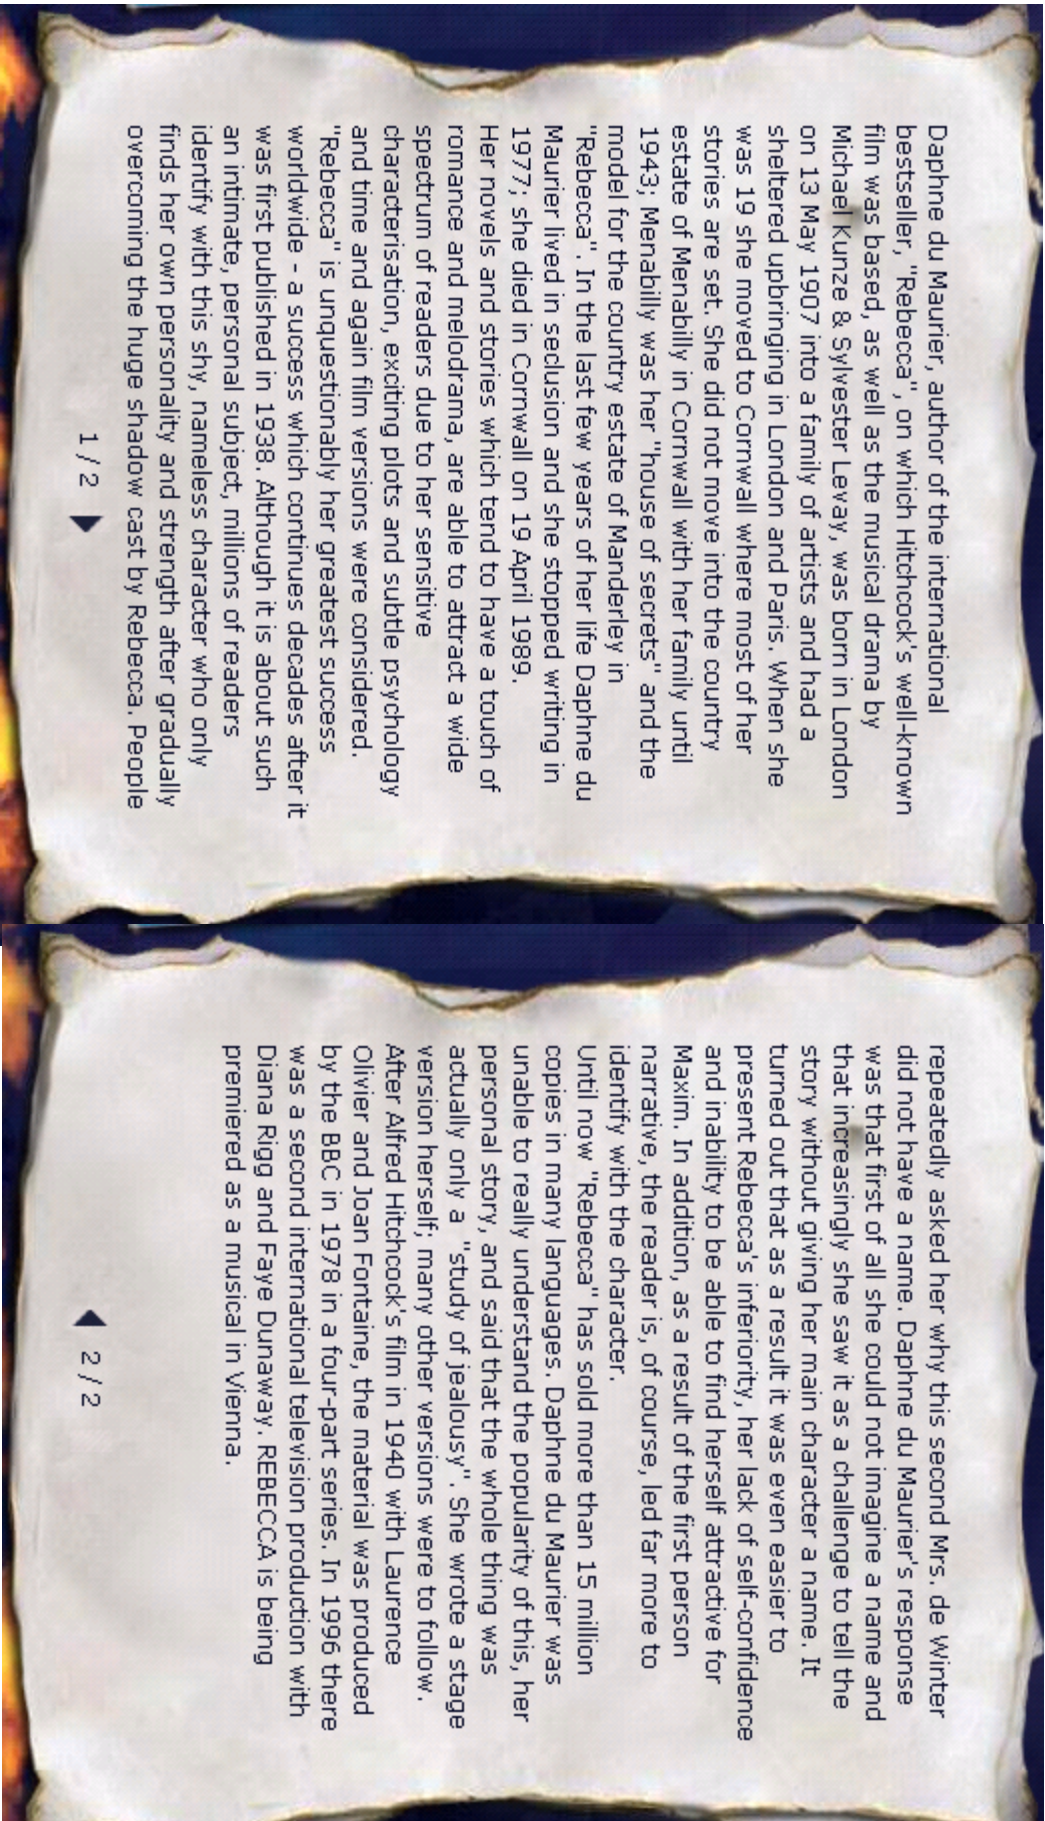 Daphne du Maurier, author of the international
bestseller, "Rebecca", on which Hitchcock's well-known
film was based, as well as the musical drama by
Michael Kunze & Sylvester Levay, was born in London
on 13 May 1907 into a family of artists and had a
sheltered upbringing in London and Paris. When she
was 19 she moved to Cornwall where most of her
stories are set. She did not move into the country
estate of Menabilly in Cornwall with her family until
1943; Menabilly was her "house of secrets" and the
model for the country estate of Manderley in
"Rebecca". In the last few years of her life Daphne du
Maurier lived in seclusion and she stopped writing in
1977; she died in Cornwall on 19 April 1989.
Her novels and stories which tend to have a touch of
romance and melodrama, are able to attract a wide
spectrum of readers due to her sensitive
characterisation, exciting plots and subtle psychology
and time and again film versions were considered.
"Rebecca" is unquestionably her greatest success
worldwide - a success which continues decades after it
was first published in 1938. Although it is about such
an intimate, personal subject, millions of readers
identify with this shy, nameless character who only
finds her own personality and strength after gradually
overcoming the huge shadow cast by Rebecca. People
1 / 2
repeatedly asked her why this second Mrs. de Winter
did not have a name. Daphne du Maurier's response
was that first of all she could not imagine a name and
that increasingly she saw it as a challenge to tell the
story without giving her main character a name. It
turned out that as a result it was even easier to
present Rebecca's inferiority, her lack of self-confidence
and inability to be able to find herself attractive for
Maxim. In addition, as a result of the first person
narrative, the reader is, of course, led far more to
identify with the character.
Until now "Rebecca" has sold more than 15 million
copies in many languages. Daphne du Maurier was
unable to really understand the popularity of this, her
personal story, and said that the whole thing was
actually only a "study of jealousy". She wrote a stage
version herself; many other versions were to follow.
After Alfred Hitchcock's film in 1940 with Laurence
Olivier and Joan Fontaine, the material was produced
by the BBC in 1978 in a four-part series. In 1996 there
was a second international television production with
Diana Rigg and Faye Dunaway. REBECCA is being
premiered as a musical in Vienna.
2 / 2